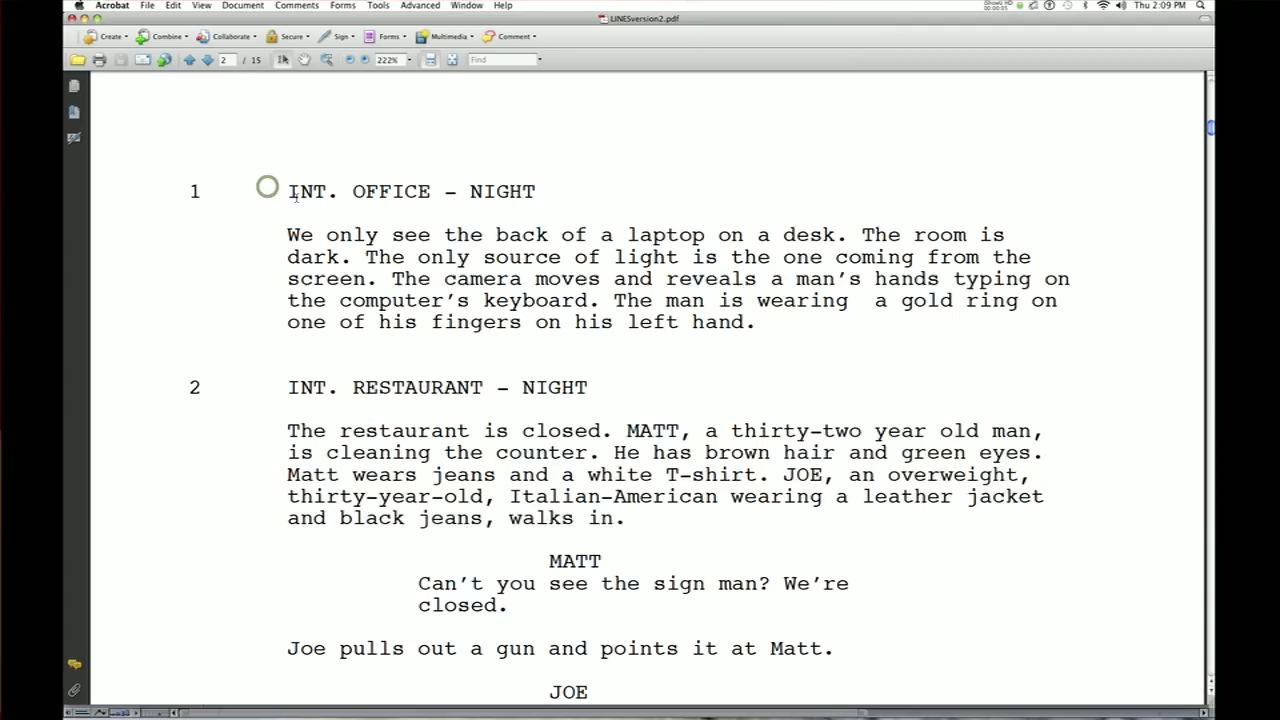 Acrobat File Edit View Document Comments Forms Tools Advanced Window Help Thu 2:09 PM
LINESversion2.pdf
Create Combine Collaborate Secure Sign Forms Multimedia Comment
2 / 15 222% Find
1 INT. OFFICE - NIGHT
We only see the back of a laptop on a desk. The room is
dark. The only source of light is the one coming from the
screen. The camera moves and reveals a man's hands typing on
the computer's keyboard. The man is wearing  a gold ring on
one of his fingers on his left hand.
2 INT. RESTAURANT - NIGHT
The restaurant is closed. MATT, a thirty-two year old man,
is cleaning the counter. He has brown hair and green eyes.
Matt wears jeans and a white T-shirt. JOE, an overweight,
thirty-year-old, Italian-American wearing a leather jacket
and black jeans, walks in.
MATT
Can't you see the sign man? We're
closed.
Joe pulls out a gun and points it at Matt.
JOE